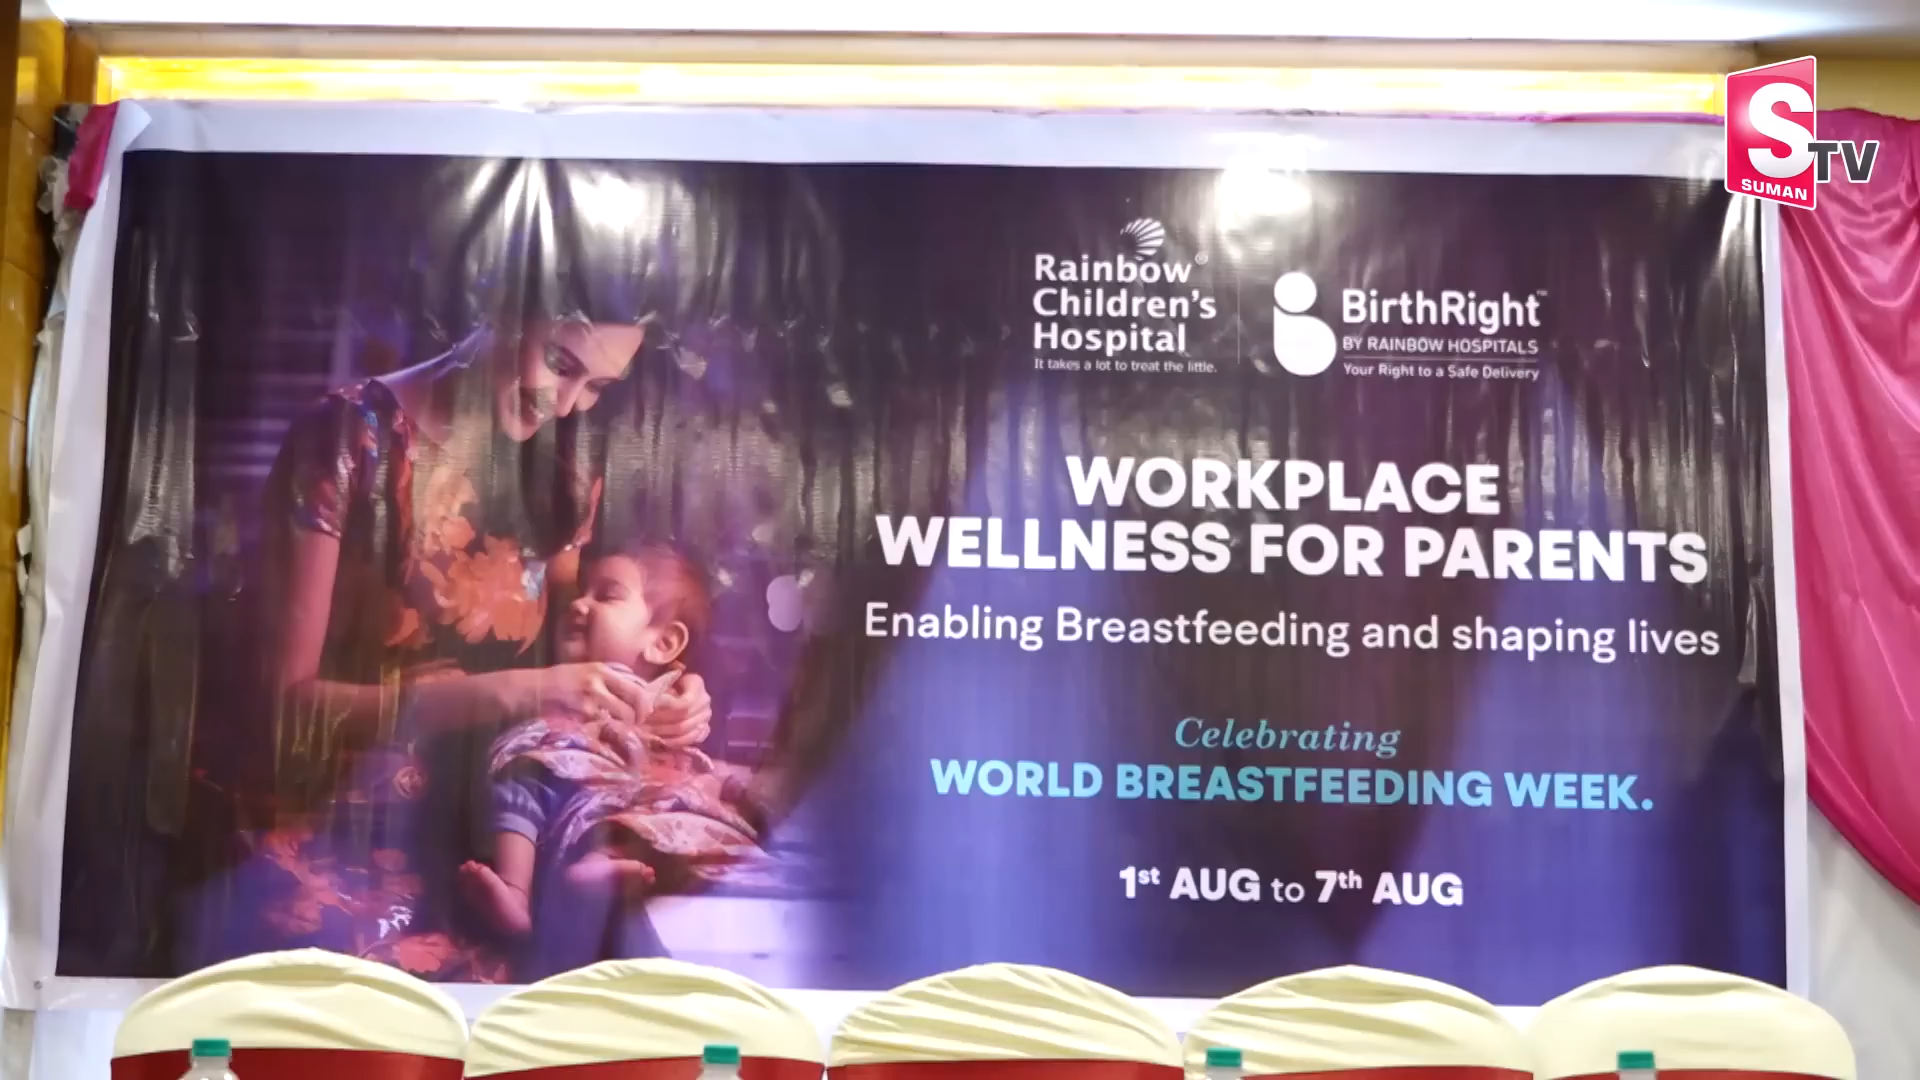 S
TV
SUMAN
Rainbow®
Children's
Hospital
It takes a lot to treat the little.
BirthRight™
BY RAINBOW HOSPITALS
Your Right to a Safe Delivery
WORKPLACE
WELLNESS FOR PARENTS
Enabling Breastfeeding and shaping lives
Celebrating
WORLD BREASTFEEDING WEEK.
1st AUG to 7th AUG